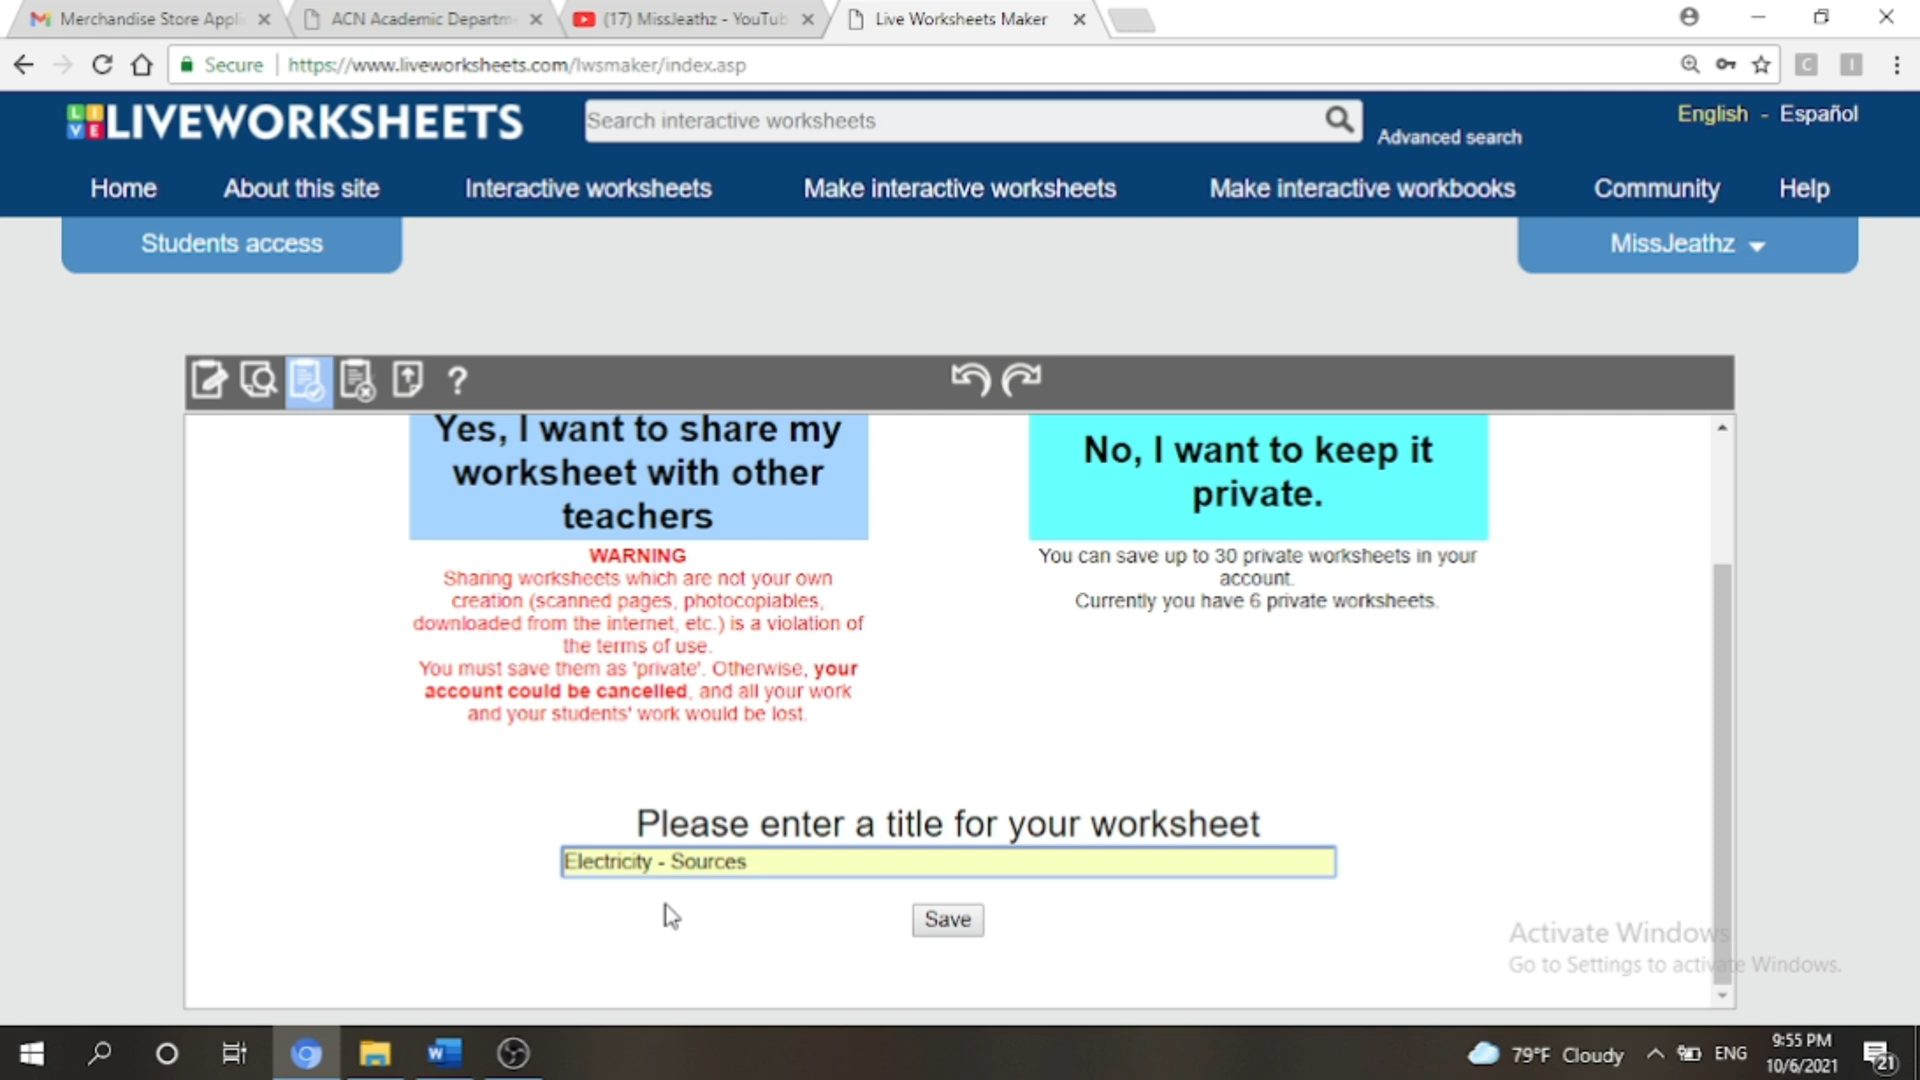 Merchandise Store Appli
ACN Academic Departm
(17) MissJeathz - YouTub
Live Worksheets Maker
Secure
https://www.liveworksheets.com/lwsmaker/index.asp
C
I
LIVE
LIVEWORKSHEETS
Search interactive worksheets
Advanced search
English - Español
Home
About this site
Interactive worksheets
Make interactive worksheets
Make interactive workbooks
Community
Help
Students access
MissJeathz
?
Yes, I want to share my
worksheet with other
teachers
WARNING
Sharing worksheets which are not your own
creation (scanned pages, photocopiables,
downloaded from the internet, etc.) is a violation of
the terms of use.
You must save them as 'private'. Otherwise, your
account could be cancelled, and all your work
and your students' work would be lost.
No, I want to keep it
private.
You can save up to 30 private worksheets in your
account.
Currently you have 6 private worksheets.
Please enter a title for your worksheet
Electricity - Sources
Save
Activate Windows
Go to Settings to activate Windows.
79°F Cloudy
ENG
9:55 PM
10/6/2021
21